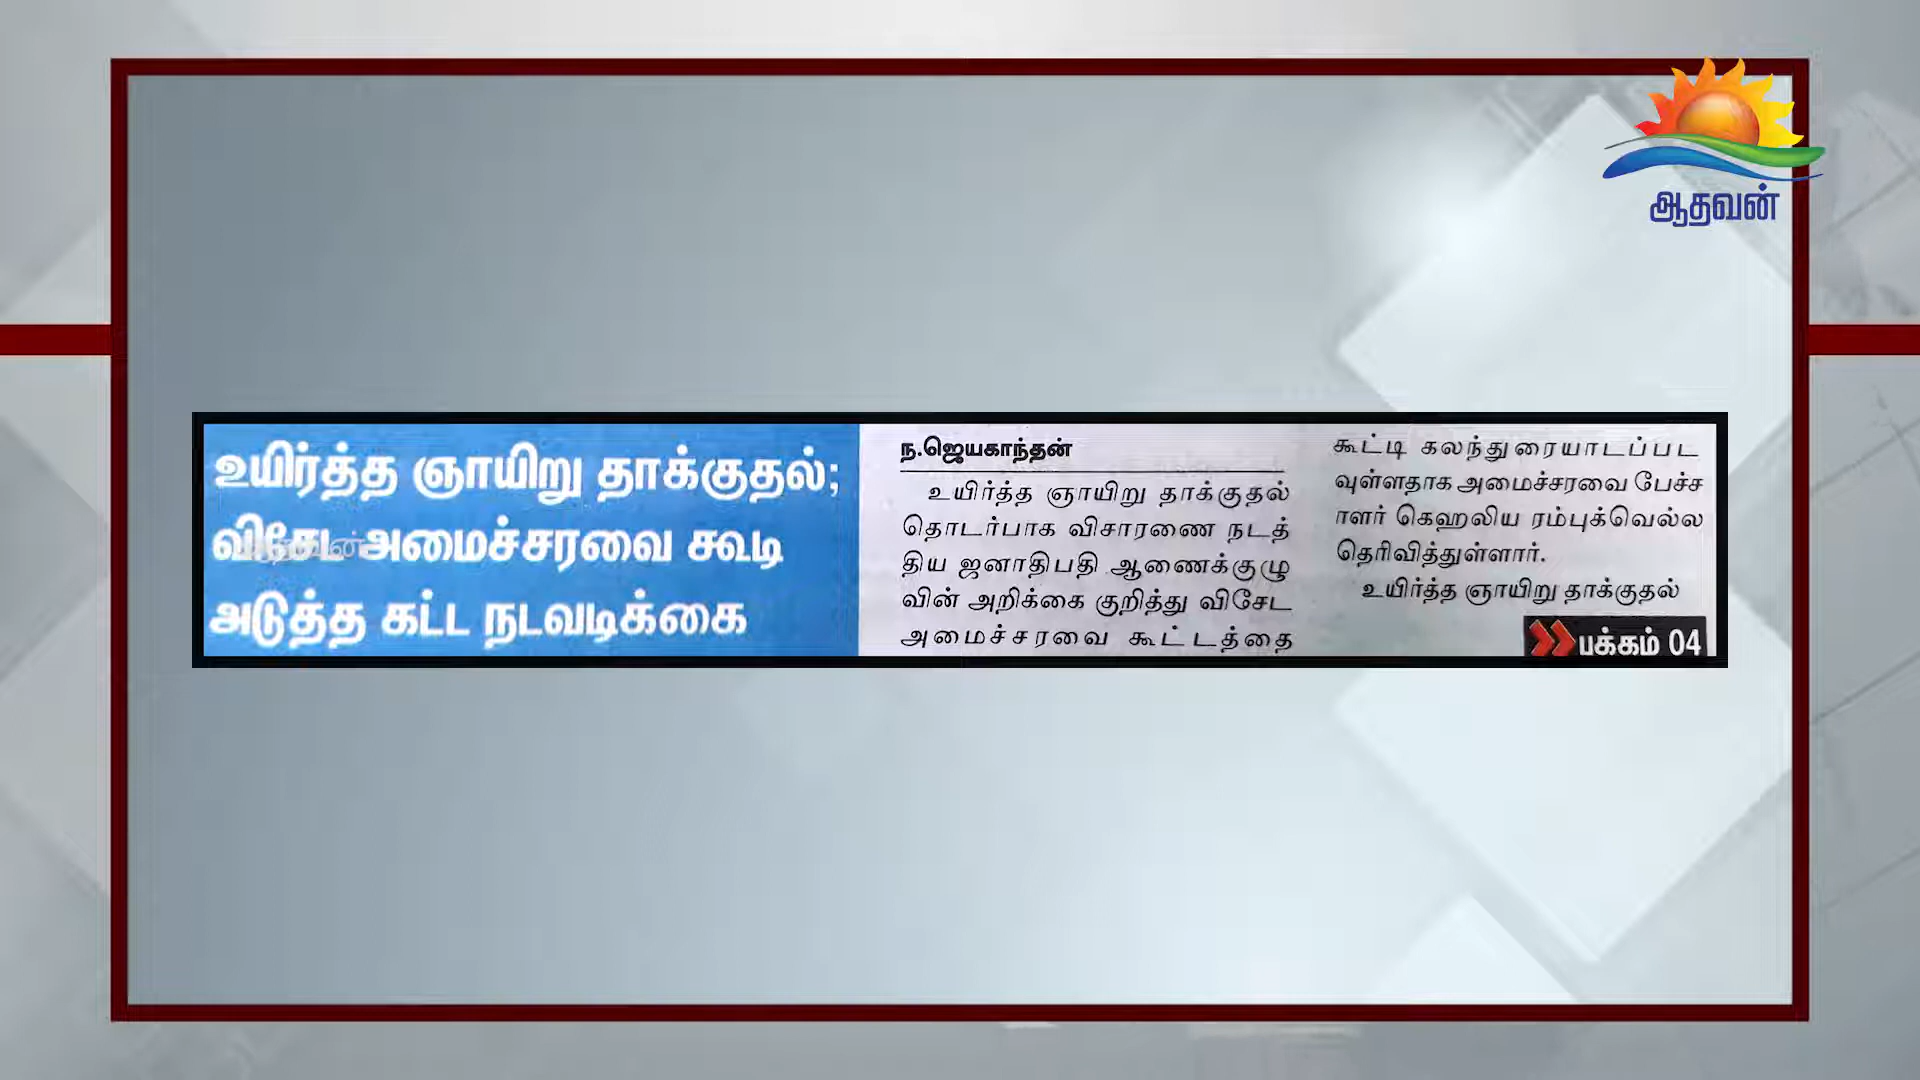 ஆதவன்
உயிர்த்த ஞாயிறு தாக்குதல்;
விசேட அமைச்சரவை கூடி
அடுத்த கட்ட நடவடிக்கை
ந.ஜெயகாந்தன்
உயிர்த்த ஞாயிறு தாக்குதல்
தொடர்பாக விசாரணை நடத்
திய ஜனாதிபதி ஆணைக்குழு
வின் அறிக்கை குறித்து விசேட
அமைச்சரவை கூட்டத்தை
கூட்டி கலந்துரையாடப்பட
வுள்ளதாக அமைச்சரவை பேச்ச
ாளர் கெஹலிய ரம்புக்வெல்ல
தெரிவித்துள்ளார்.
உயிர்த்த ஞாயிறு தாக்குதல்
பக்கம் 04